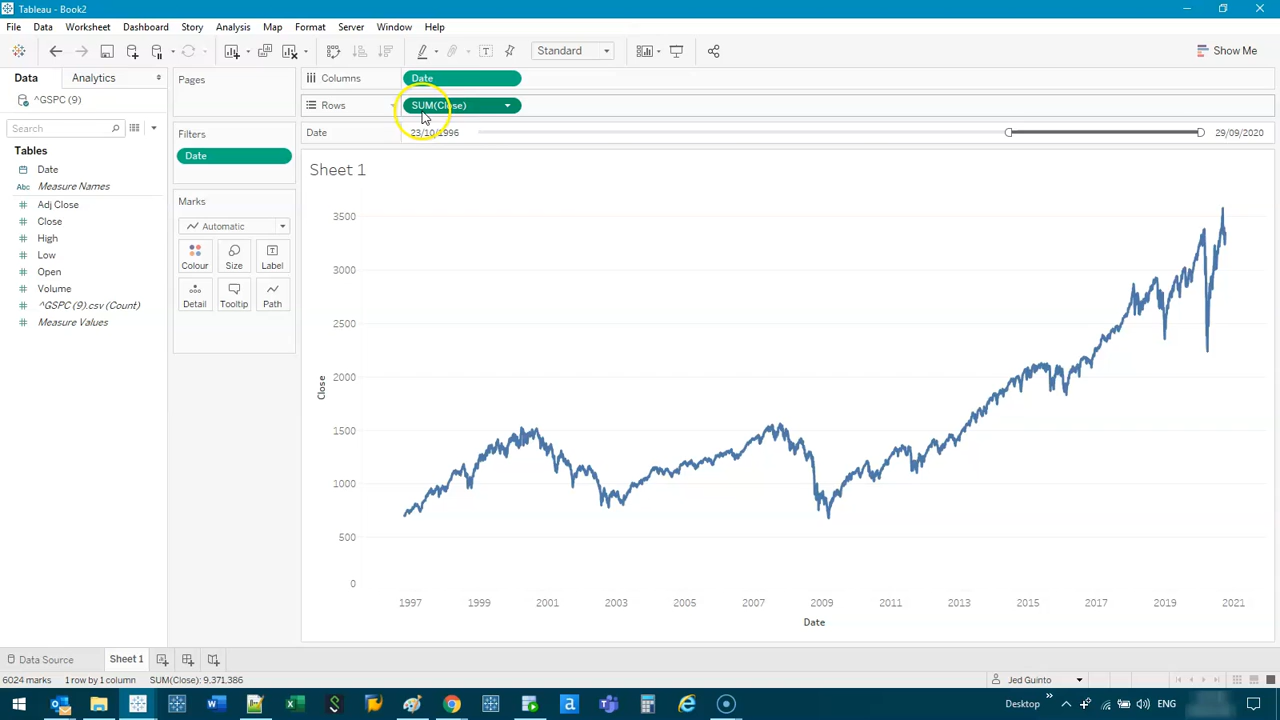 Tableau - Book2
File Data Worksheet Dashboard Story Analysis Map Format Server Window Help
Standard
Show Me
Data Analytics
^GSPC (9)
Search
Tables
Date
Abc Measure Names
Adj Close
Close
High
Low
Open
Volume
^GSPC (9).csv (Count)
Measure Values
Pages
Filters
Date
Marks
Automatic
Colour Size Label
Detail Tooltip Path
Columns Date
Rows SUM(Close)
Date 23/10/1996 29/09/2020
Sheet 1
3500
3000
2500
2000
1500
1000
500
0
Close
1997 1999 2001 2003 2005 2007 2009 2011 2013 2015 2017 2019 2021
Date
Data Source Sheet 1
6024 marks 1 row by 1 column SUM(Close): 9,371,386
Jed Guinto
Desktop ENG